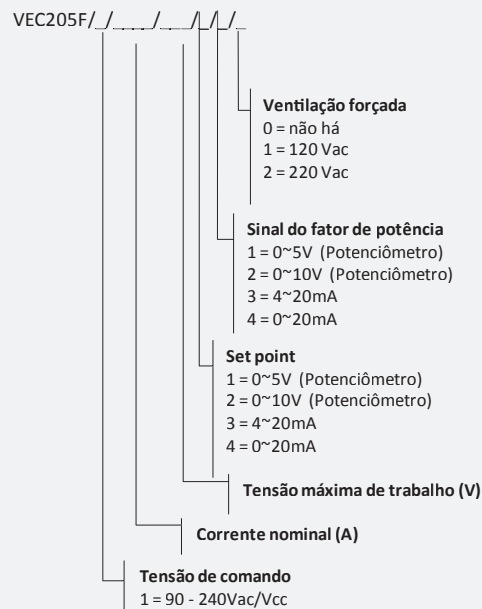 VEC205F/_/____/___/_/_/_
Ventilação forçada
0 = não há
1 = 120 Vac
2 = 220 Vac
Sinal do fator de potência
1 = 0~5V (Potenciômetro)
2 = 0~10V (Potenciômetro)
3 = 4~20mA
4 = 0~20mA
Set point
1 = 0~5V (Potenciômetro)
2 = 0~10V (Potenciômetro)
3 = 4~20mA
4 = 0~20mA
Tensão máxima de trabalho (V)
Corrente nominal (A)
Tensão de comando
1 = 90 - 240Vac/Vcc